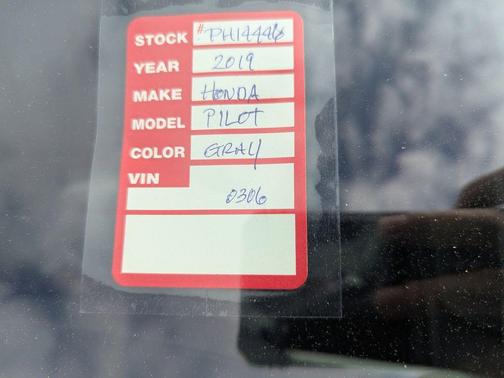 STOCK # PH14446
YEAR 2019
MAKE HONDA
MODEL PILOT
COLOR GRAY
VIN
0306